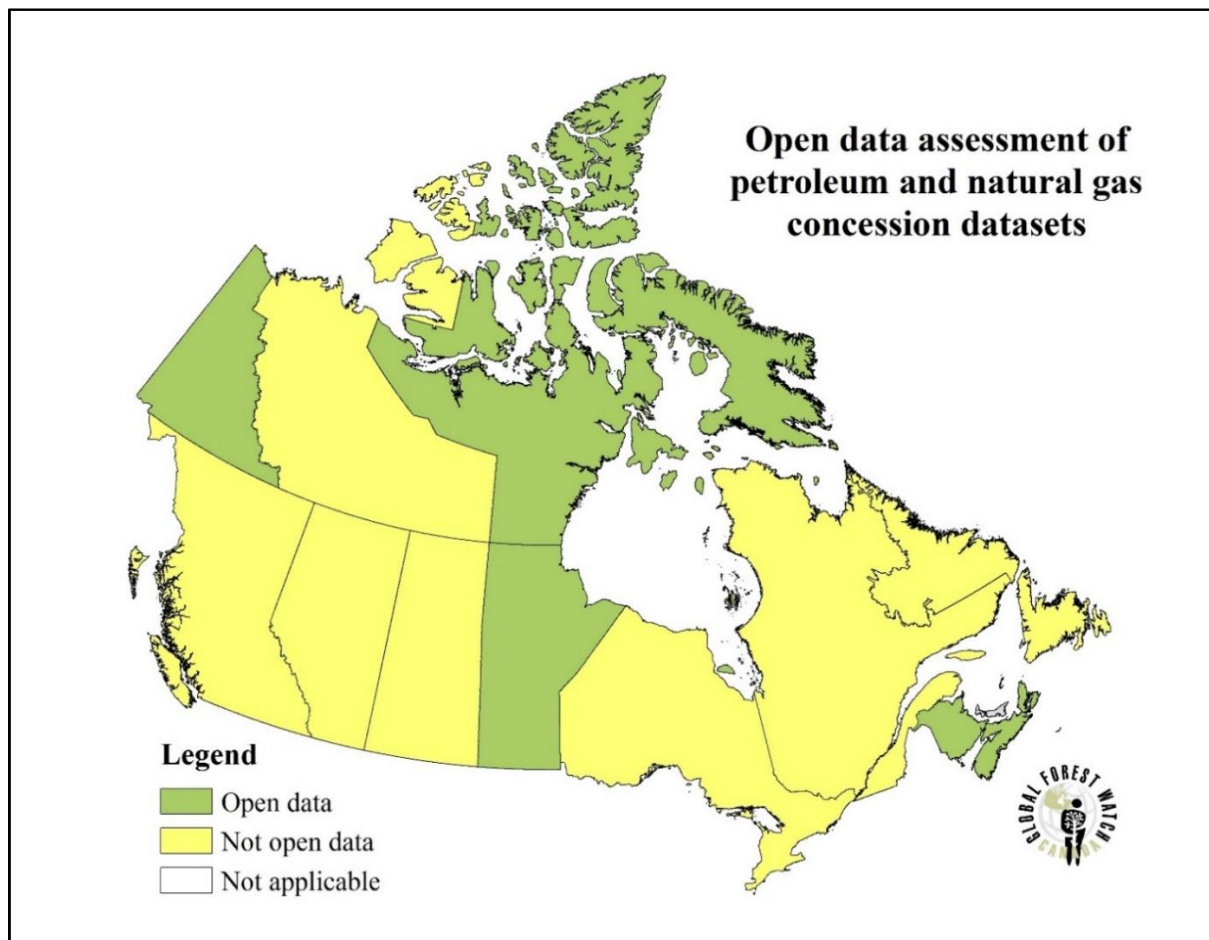 Open data assessment of
petroleum and natural gas
concession datasets
Legend
Open data
Not open data
Not applicable
GLOBAL FOREST WATCH
CANADA